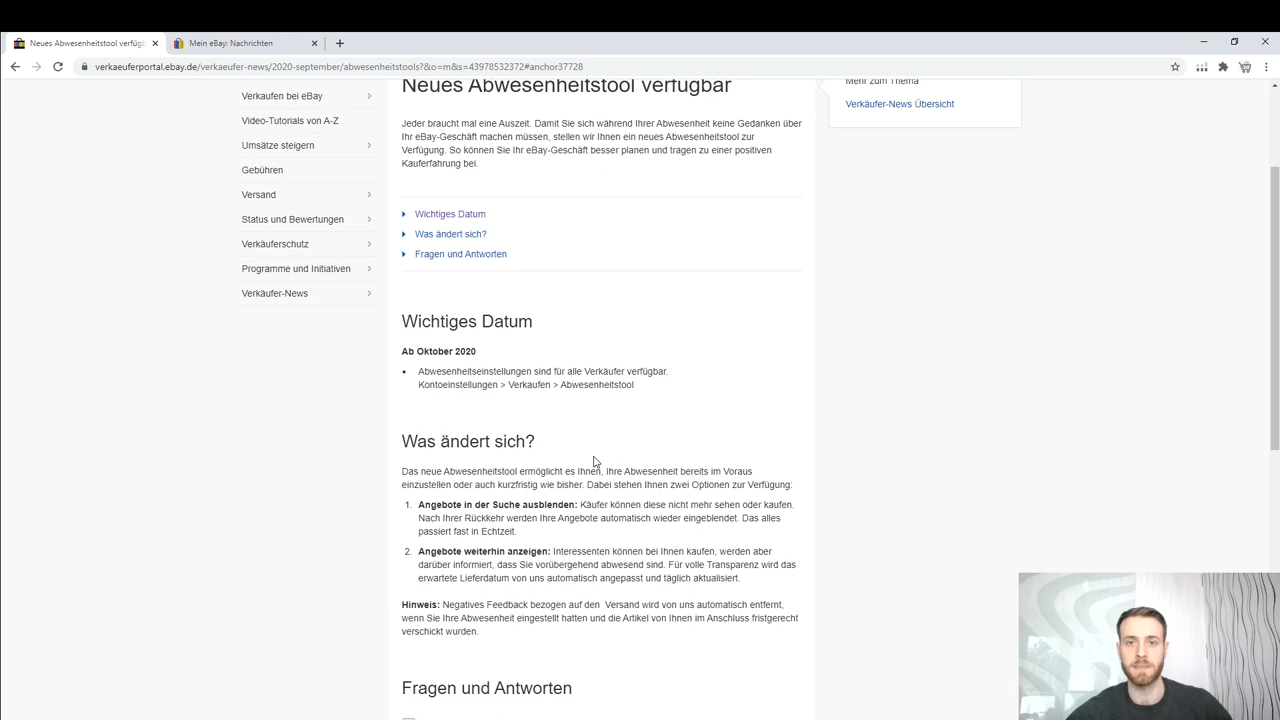 Neues Abwesenheitstool verfügb
Mein eBay: Nachrichten
verkaeuferportal.ebay.de/verkaeufer-news/2020-september/abwesenheitstools?&o=m&s=43978532372#anchor37728
Verkaufen bei eBay
Video-Tutorials von A-Z
Umsätze steigern
Gebühren
Versand
Status und Bewertungen
Verkäuferschutz
Programme und Initiativen
Verkäufer-News
Neues Abwesenheitstool verfügbar
Jeder braucht mal eine Auszeit. Damit Sie sich während Ihrer Abwesenheit keine Gedanken über
Ihr eBay-Geschäft machen müssen, stellen wir Ihnen ein neues Abwesenheitstool zur
Verfügung. So können Sie Ihr eBay-Geschäft besser planen und tragen zu einer positiven
Kauferfahrung bei.
Wichtiges Datum
Was ändert sich?
Fragen und Antworten
Wichtiges Datum
Ab Oktober 2020
• Abwesenheitseinstellungen sind für alle Verkäufer verfügbar.
Kontoeinstellungen > Verkaufen > Abwesenheitstool
Was ändert sich?
Das neue Abwesenheitstool ermöglicht es Ihnen, Ihre Abwesenheit bereits im Voraus
einzustellen oder auch kurzfristig wie bisher. Dabei stehen Ihnen zwei Optionen zur Verfügung:
1. Angebote in der Suche ausblenden: Käufer können diese nicht mehr sehen oder kaufen.
Nach Ihrer Rückkehr werden Ihre Angebote automatisch wieder eingeblendet. Das alles
passiert fast in Echtzeit.
2. Angebote weiterhin anzeigen: Interessenten können bei Ihnen kaufen, werden aber
darüber informiert, dass Sie vorübergehend abwesend sind. Für volle Transparenz wird das
erwartete Lieferdatum von uns automatisch angepasst und täglich aktualisiert.
Hinweis: Negatives Feedback bezogen auf den Versand wird von uns automatisch entfernt,
wenn Sie Ihre Abwesenheit eingestellt hatten und die Artikel von Ihnen im Anschluss fristgerecht
verschickt wurden.
Fragen und Antworten
Mehr zum Thema
Verkäufer-News Übersicht